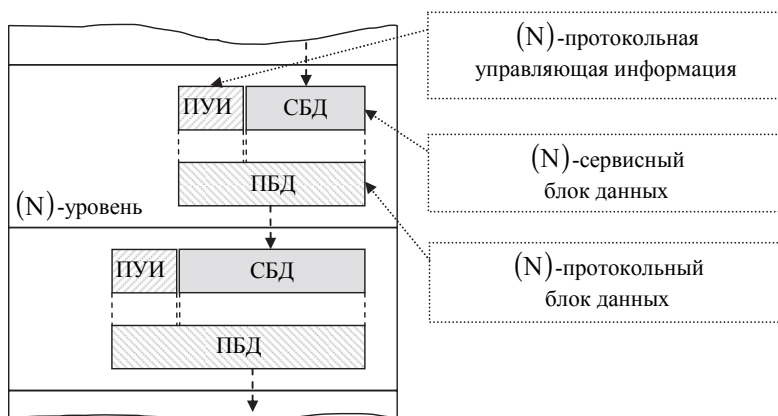 (N)-протокольная
управляющая информация
ПУИ
СБД
(N)-сервисный
блок данных
ПБД
(N)-уровень
(N)-протокольный
блок данных
ПУИ
СБД
ПБД